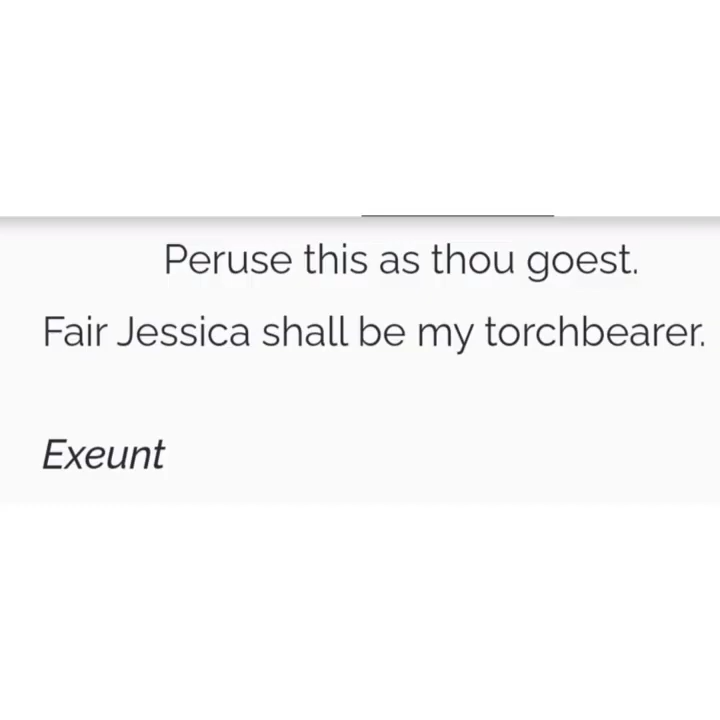 Peruse this as thou goest.
Fair Jessica shall be my torchbearer.
Exeunt